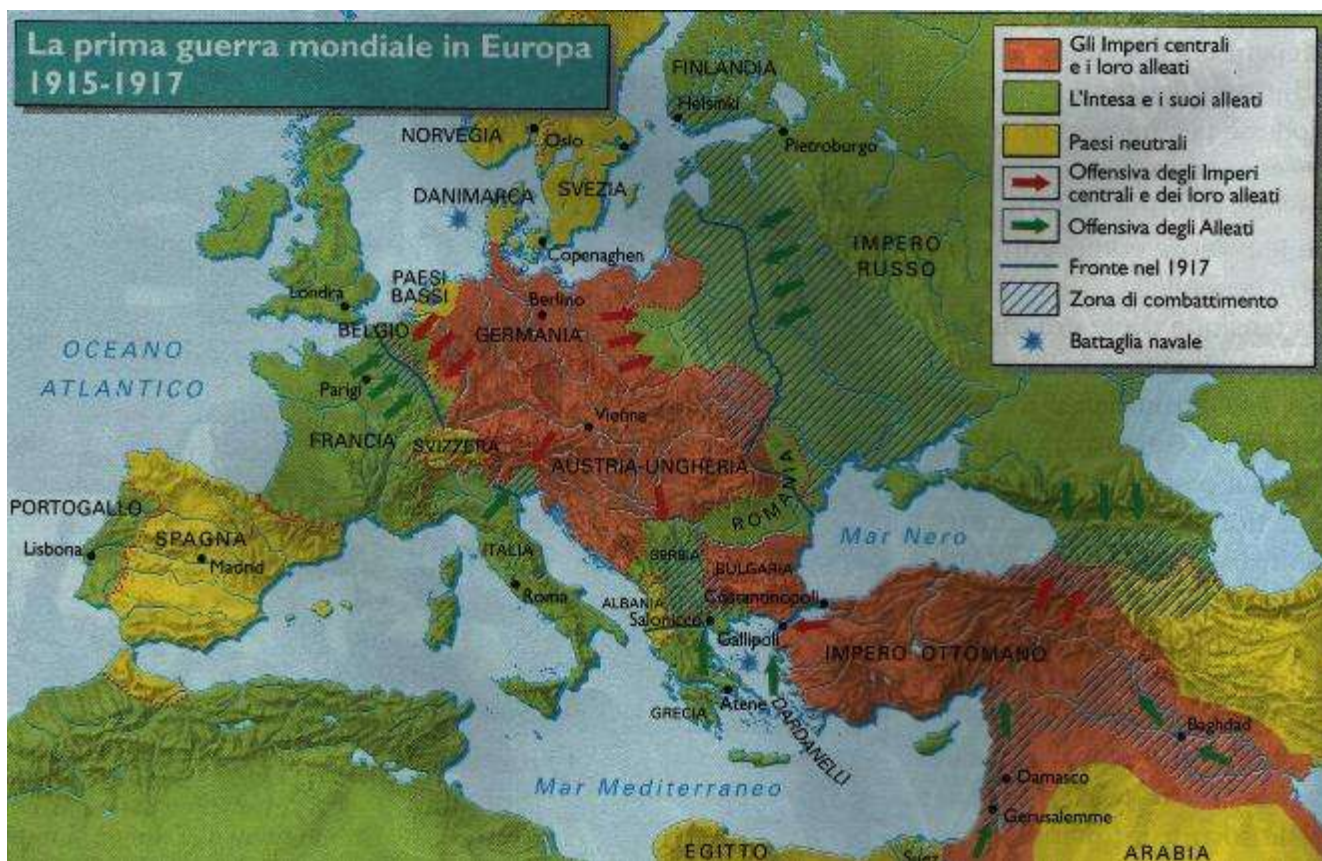 La prima guerra mondiale in Europa
1915-1917
Gli Imperi centrali
e i loro alleati
L'Intesa e i suoi alleati
Paesi neutrali
Offensiva degli Imperi
centrali e dei loro alleati
Offensiva degli Alleati
Fronte nel 1917
Zona di combattimento
Battaglia navale
FINLANDIA
Helsinki
NORVEGIA
Oslo
Pietroburgo
SVEZIA
DANIMARCA
Copenaghen
IMPERO
RUSSO
PAESI
BASSI
Londra
Berlino
BELGIO
GERMANIA
OCEANO
ATLANTICO
Parigi
Vienna
FRANCIA
SVIZZERA
AUSTRIA-UNGHERIA
ROMANIA
PORTOGALLO
Lisbona
SPAGNA
Madrid
ITALIA
Roma
SERBIA
Mar Nero
BULGARIA
ALBANIA
Costantinopoli
Salonicco
Gallipoli
IMPERO OTTOMANO
GRECIA
Atene
DARDANELLI
Baghdad
Mar Mediterraneo
Damasco
Gerusalemme
EGITTO
Suez
ARABIA